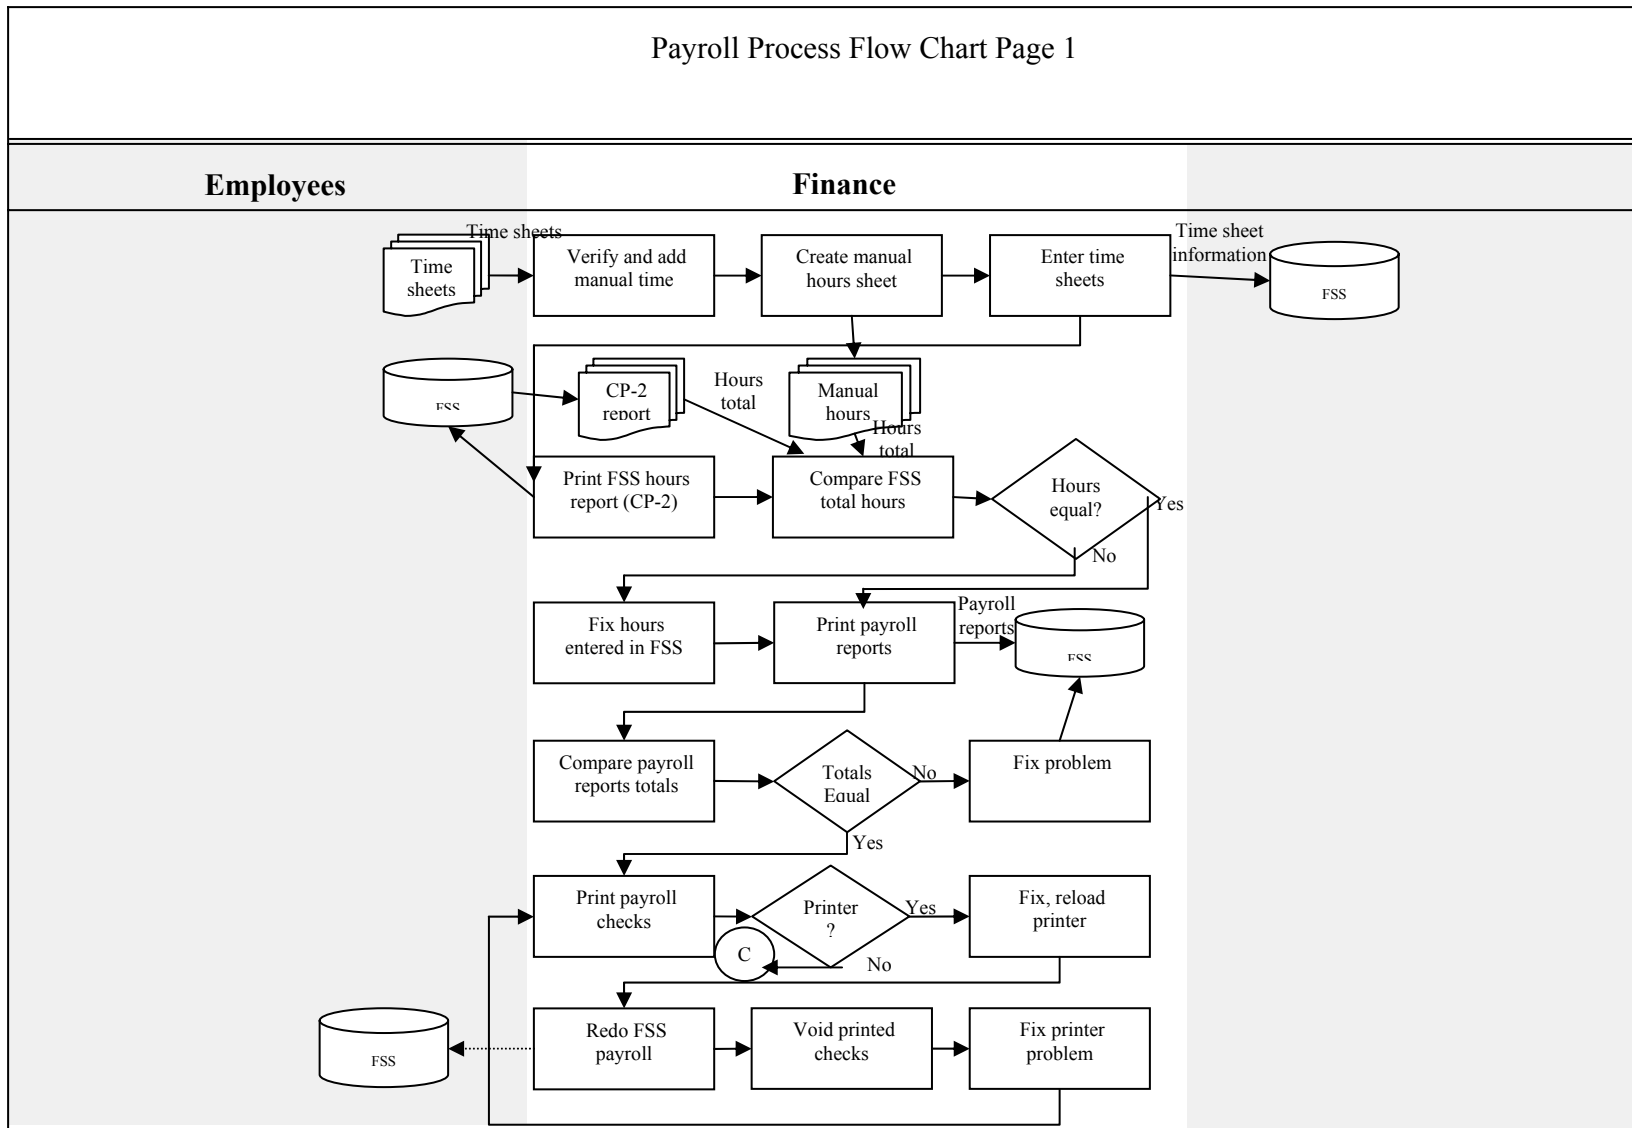 Payroll Process Flow Chart Page 1
Employees
Finance
Time sheets
Time
sheets
Verify and add
manual time
Create manual
hours sheet
Enter time
sheets
Time sheet
information
FSS
FSS
CP-2
report
Hours
total
Manual
hours
Hours
total
Print FSS hours
report (CP-2)
Compare FSS
total hours
Hours
equal?
Yes
No
Fix hours
entered in FSS
Print payroll
reports
Payroll
reports
FSS
Compare payroll
reports totals
Totals
Equal
No
Fix problem
Yes
Print payroll
checks
Printer
?
Yes
Fix, reload
printer
C
No
FSS
Redo FSS
payroll
Void printed
checks
Fix printer
problem